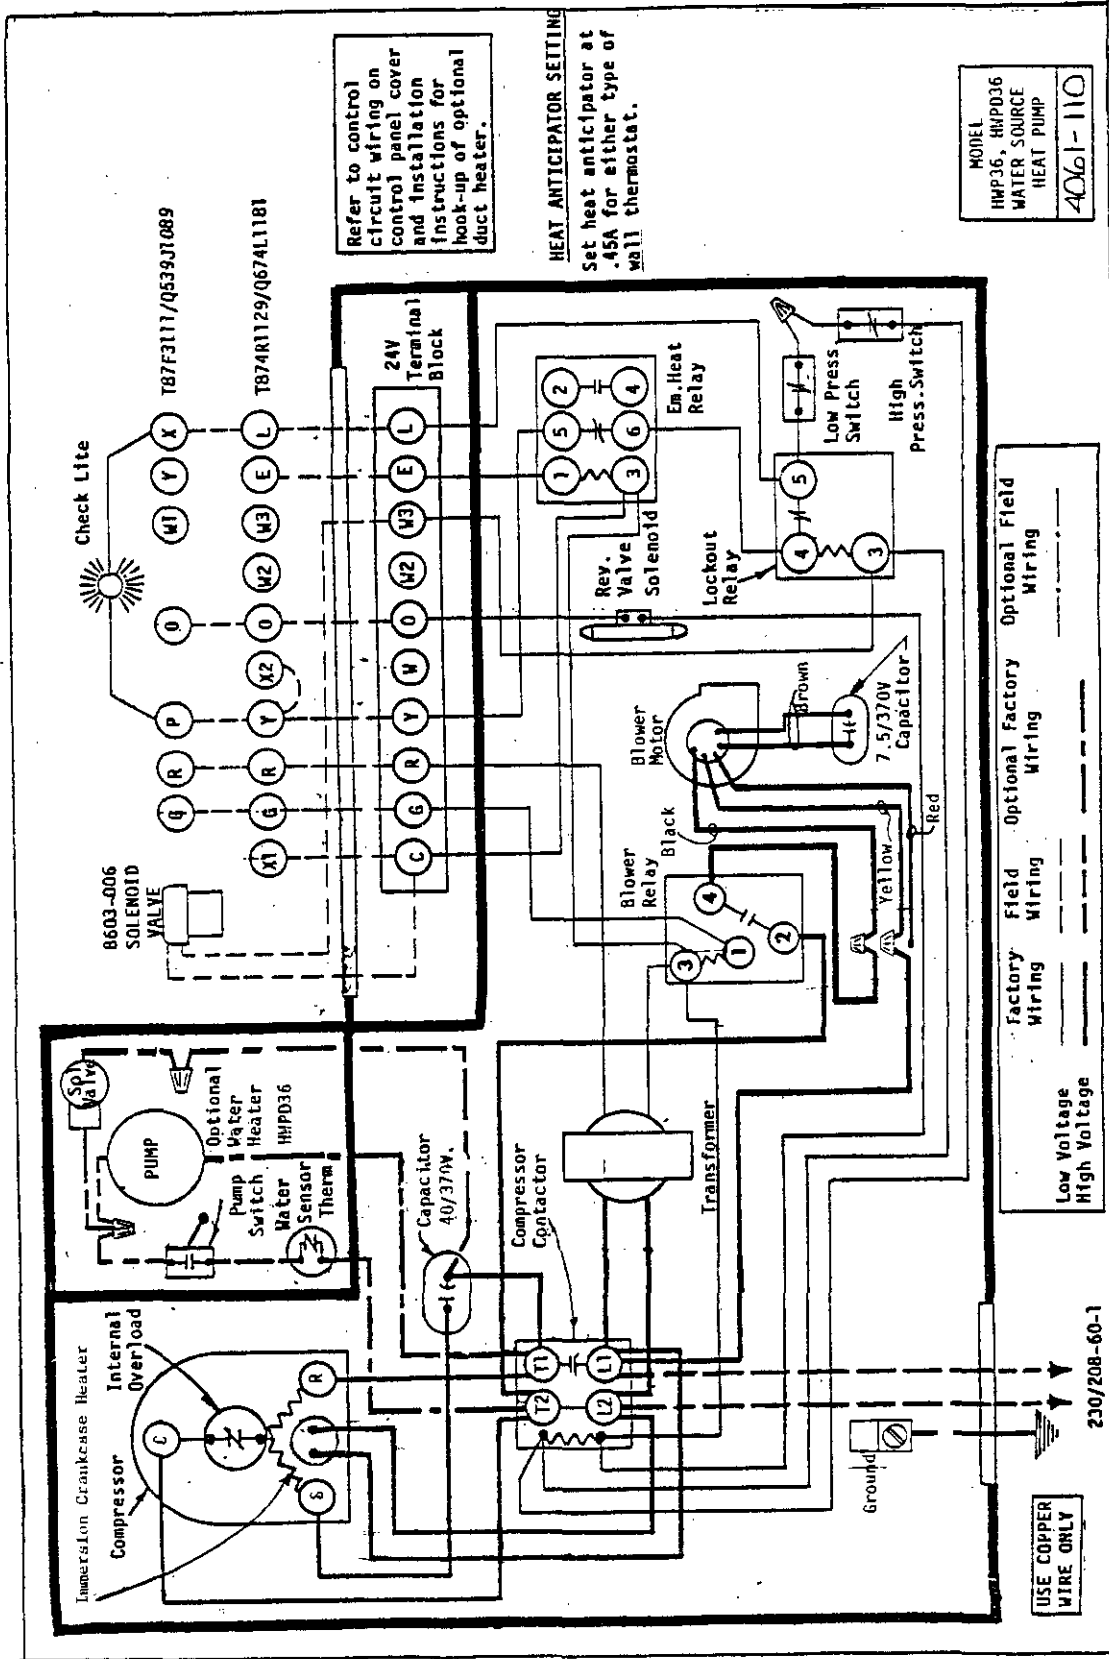 Check Lite
8603-006
SOLENOID
VALVE
G
R
P
O
W1
Y
X
T87F3111/Q539J1089
X1
G
R
Y
X2
O
W2
W3
E
L
T874R1129/Q674L1181
C
G
R
Y
W
O
W2
W3
E
L
24V
Terminal
Block
Refer to control
circuit wiring on
control panel cover
and installation
instructions for
hook-up of optional
duct heater.
HEAT ANTICIPATOR SETTING
Set heat anticipator at
.45A for either type of
wall thermostat.
MODEL
HWP36, HWPD36
WATER SOURCE
HEAT PUMP
4061-110
Immersion Crankcase Heater
Compressor
Internal
Overload
C
S
R
Sol
Valve
PUMP
Optional
Water
Heater
HWPD36
Pump
Switch
Water
Sensor
Therm
Capacitor
40/370V.
Compressor
Contactor
T2
T1
L2
L1
Transformer
Blower
Relay
3
1
4
2
Black
Yellow
Red
Blower
Motor
Brown
7.5/370V
Capacitor
Rev.
Valve
Solenoid
Lockout
Relay
4
5
3
1
5
2
3
6
4
Em.Heat
Relay
Low Press
Switch
High
Press.Switch
Ground
USE COPPER
WIRE ONLY
230/208-60-1
Factory
Wiring
Field
Wiring
Optional Factory
Wiring
Optional Field
Wiring
Low Voltage
High Voltage